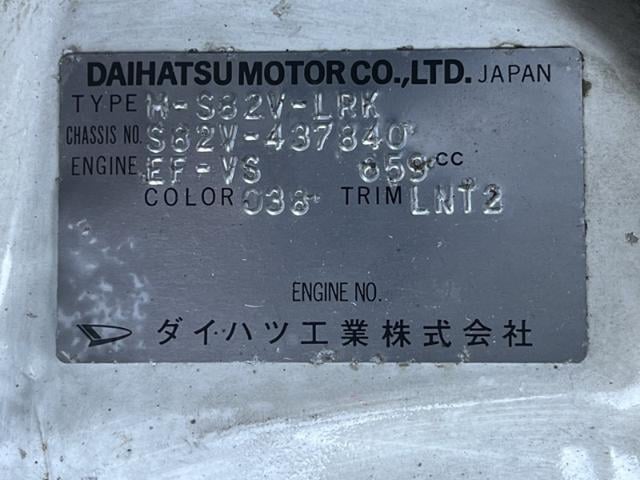 DAIHATSU MOTOR CO., LTD. JAPAN
TYPE M-S82V-LRK
CHASSIS NO. S82V-437840
ENGINE EF-VS 659 CC
COLOR 038 TRIM LNT2
ENGINE NO.
ダイハツ工業株式会社